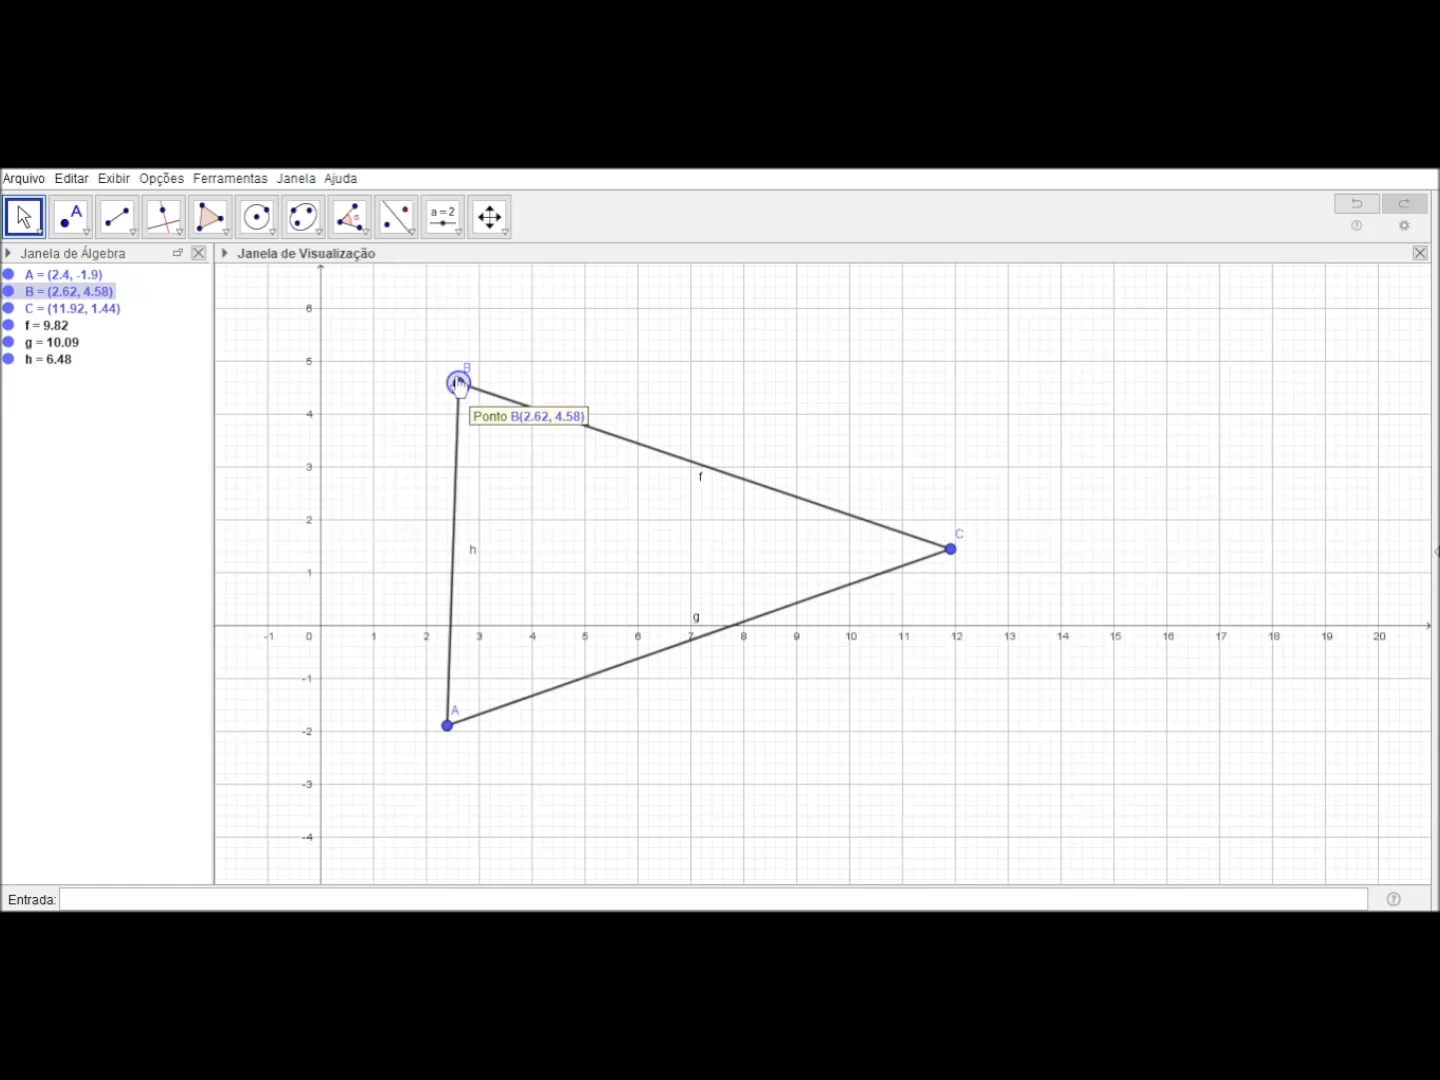 Arquivo Editar Exibir Opções Ferramentas Janela Ajuda
A
a = 2
Janela de Álgebra
Janela de Visualização
A = (2.4, -1.9)
B = (2.62, 4.58)
C = (11.92, 1.44)
f = 9.82
g = 10.09
h = 6.48
6
5
B
4
Ponto B(2.62, 4.58)
3
f
2
C
h
1
g
-1 0 1 2 3 4 5 6 7 8 9 10 11 12 13 14 15 16 17 18 19 20
-1
A
-2
-3
-4
Entrada: